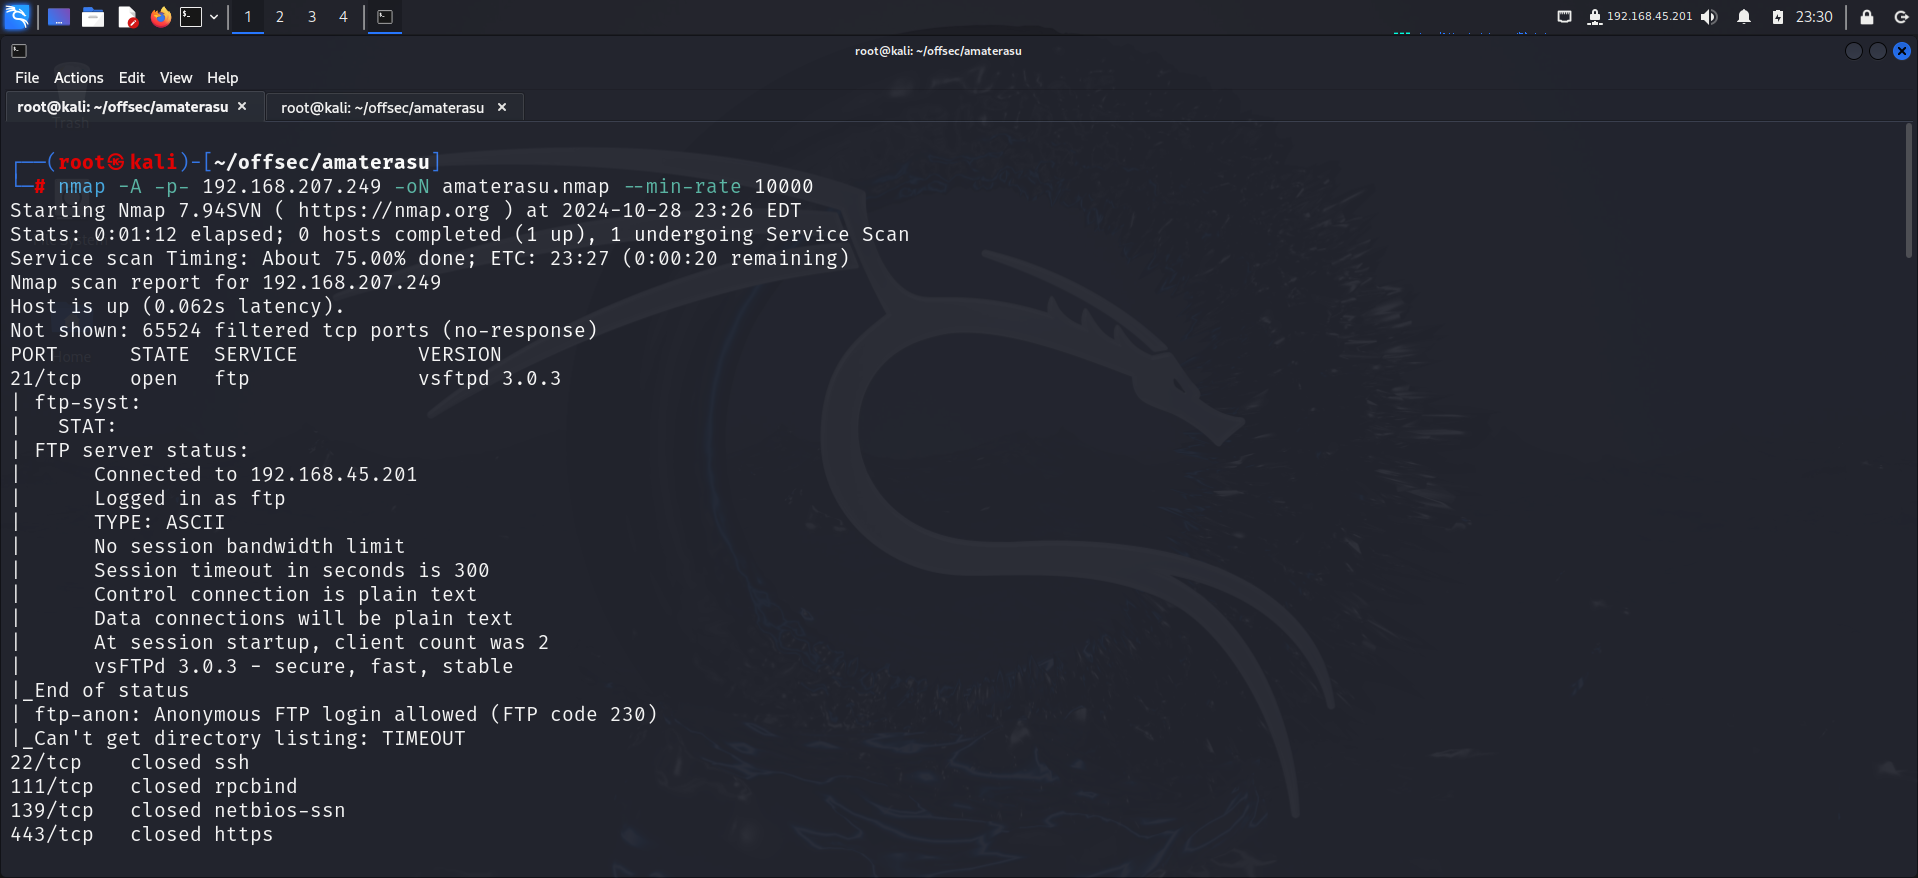 1 2 3 4
192.168.45.201
23:30
root@kali: ~/offsec/amaterasu
File Actions Edit View Help
root@kali: ~/offsec/amaterasu × root@kali: ~/offsec/amaterasu ×
Trash
┌──(root㉿kali)-[~/offsec/amaterasu]
└─# nmap -A -p- 192.168.207.249 -oN amaterasu.nmap --min-rate 10000
Starting Nmap 7.94SVN ( https://nmap.org ) at 2024-10-28 23:26 EDT
Stats: 0:01:12 elapsed; 0 hosts completed (1 up), 1 undergoing Service Scan
Service scan Timing: About 75.00% done; ETC: 23:27 (0:00:20 remaining)
Nmap scan report for 192.168.207.249
Host is up (0.062s latency).
Not shown: 65524 filtered tcp ports (no-response)
PORT STATE SERVICE VERSION
Home
21/tcp open ftp vsftpd 3.0.3
| ftp-syst:
| STAT:
| FTP server status:
| Connected to 192.168.45.201
| Logged in as ftp
| TYPE: ASCII
| No session bandwidth limit
| Session timeout in seconds is 300
| Control connection is plain text
| Data connections will be plain text
| At session startup, client count was 2
| vsFTPd 3.0.3 - secure, fast, stable
|_End of status
| ftp-anon: Anonymous FTP login allowed (FTP code 230)
|_Can't get directory listing: TIMEOUT
22/tcp closed ssh
111/tcp closed rpcbind
139/tcp closed netbios-ssn
443/tcp closed https